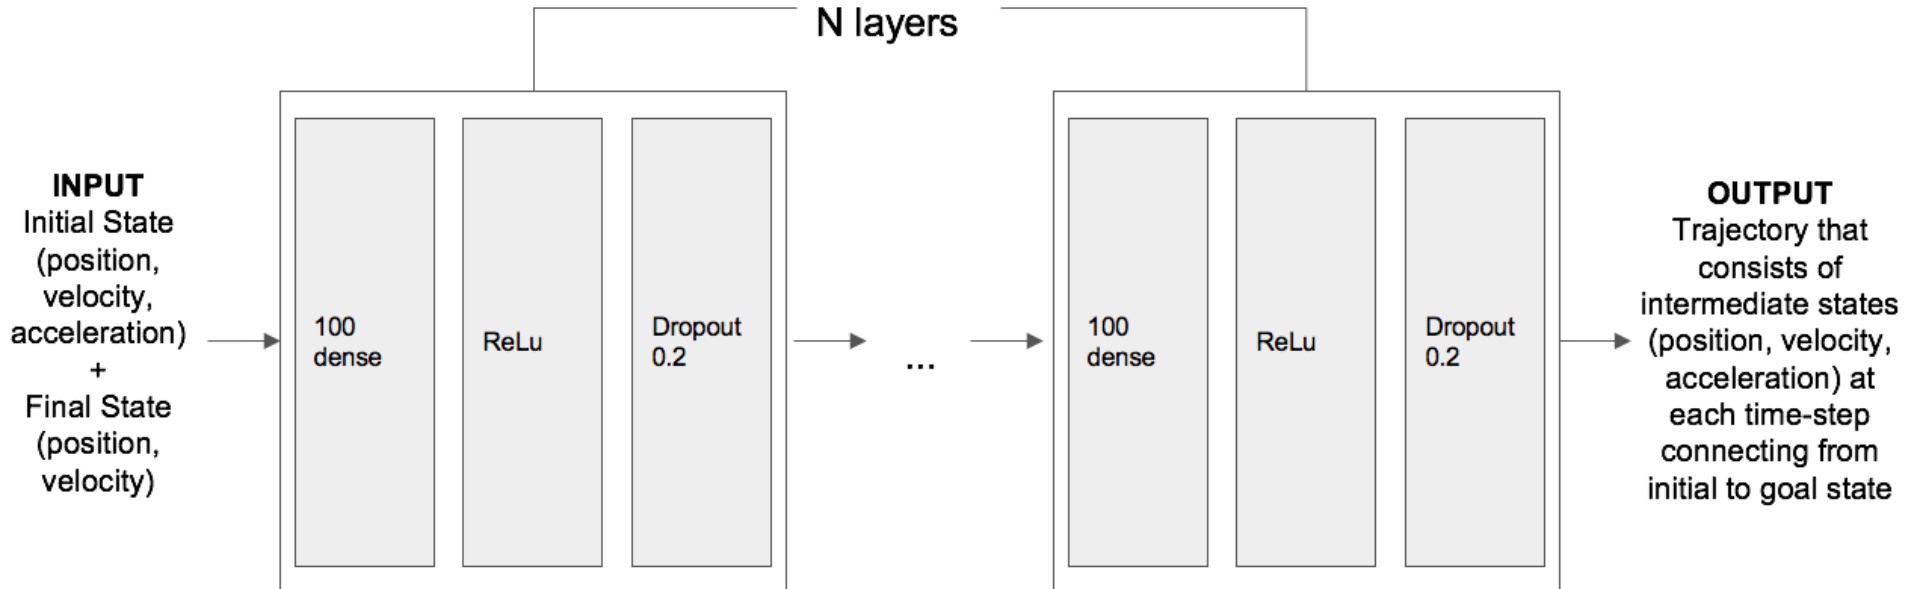 N layers
INPUT
Initial State
(position,
velocity,
acceleration)
+
Final State
(position,
velocity)
100
dense
ReLu
Dropout
0.2
...
100
dense
ReLu
Dropout
0.2
OUTPUT
Trajectory that
consists of
intermediate states
(position, velocity,
acceleration) at
each time-step
connecting from
initial to goal state